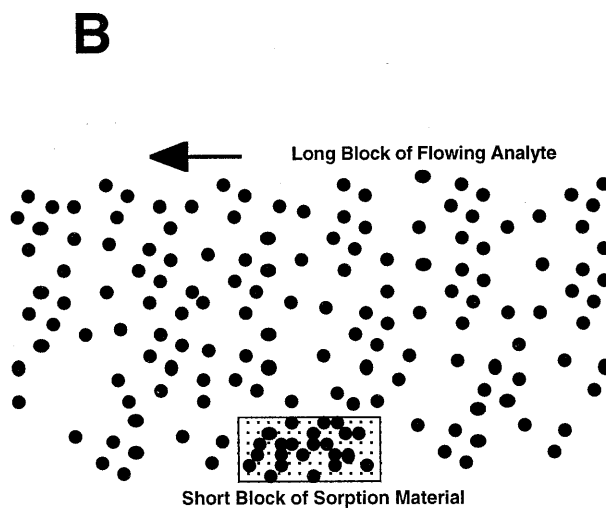 B
Long Block of Flowing Analyte
Short Block of Sorption Material